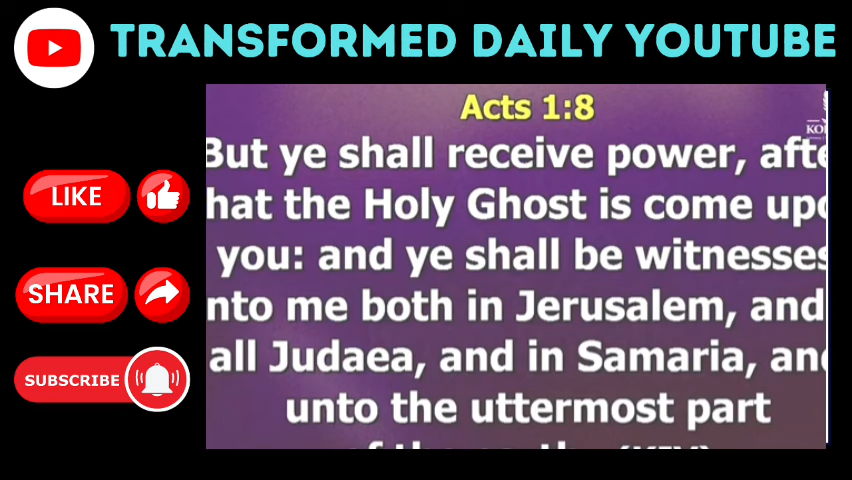 TRANSFORMED DAILY YOUTUBE
LIKE
SHARE
SUBSCRIBE
Acts 1:8
But ye shall receive power, afte
hat the Holy Ghost is come upo
you: and ye shall be witnesses
nto me both in Jerusalem, and
all Judaea, and in Samaria, and
unto the uttermost part